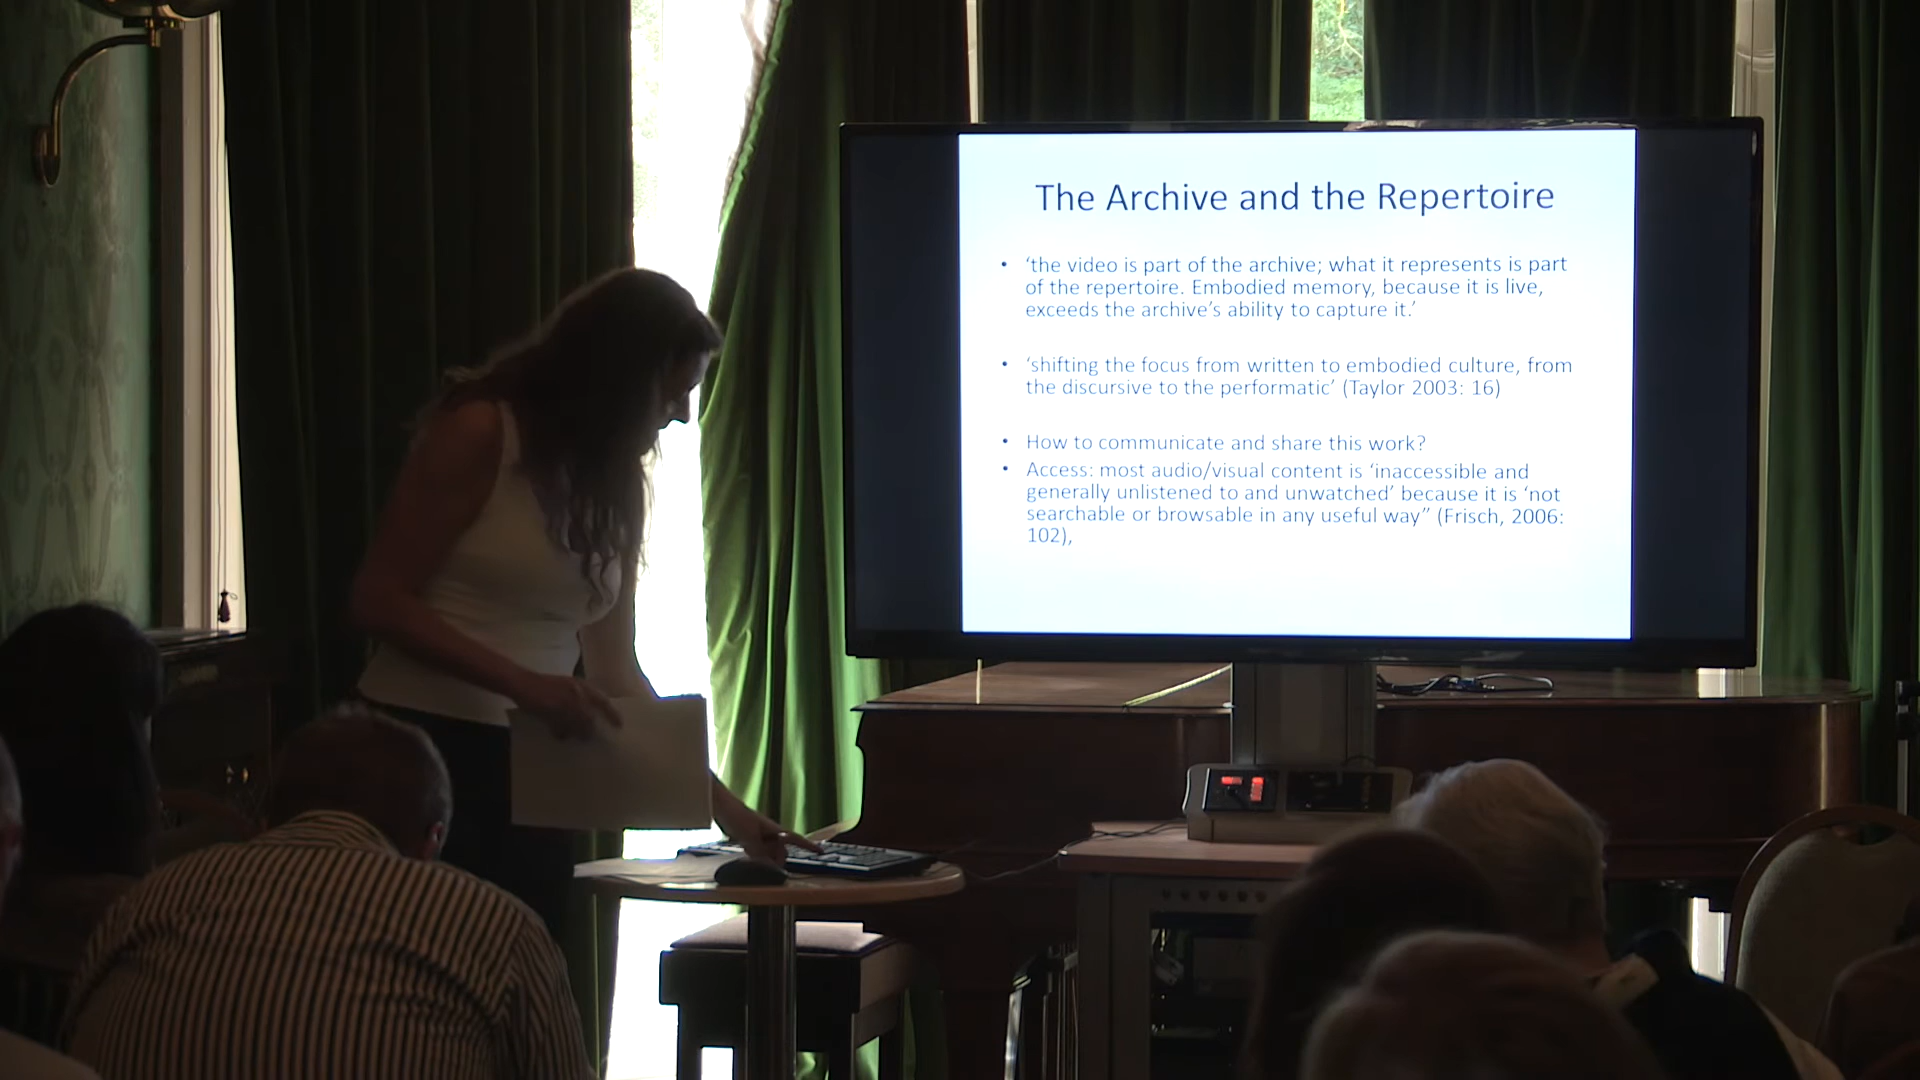 The Archive and the Repertoire
• ‘the video is part of the archive; what it represents is part
of the repertoire. Embodied memory, because it is live,
exceeds the archive’s ability to capture it.’
• ‘shifting the focus from written to embodied culture, from
the discursive to the performatic’ (Taylor 2003: 16)
• How to communicate and share this work?
• Access: most audio/visual content is ‘inaccessible and
generally unlistened to and unwatched’ because it is ‘not
searchable or browsable in any useful way” (Frisch, 2006:
102),